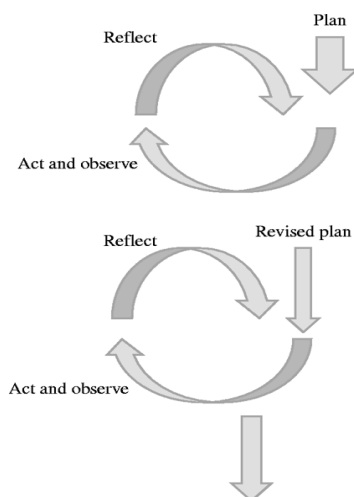 Plan
Reflect
Act and observe
Revised plan
Reflect
Act and observe